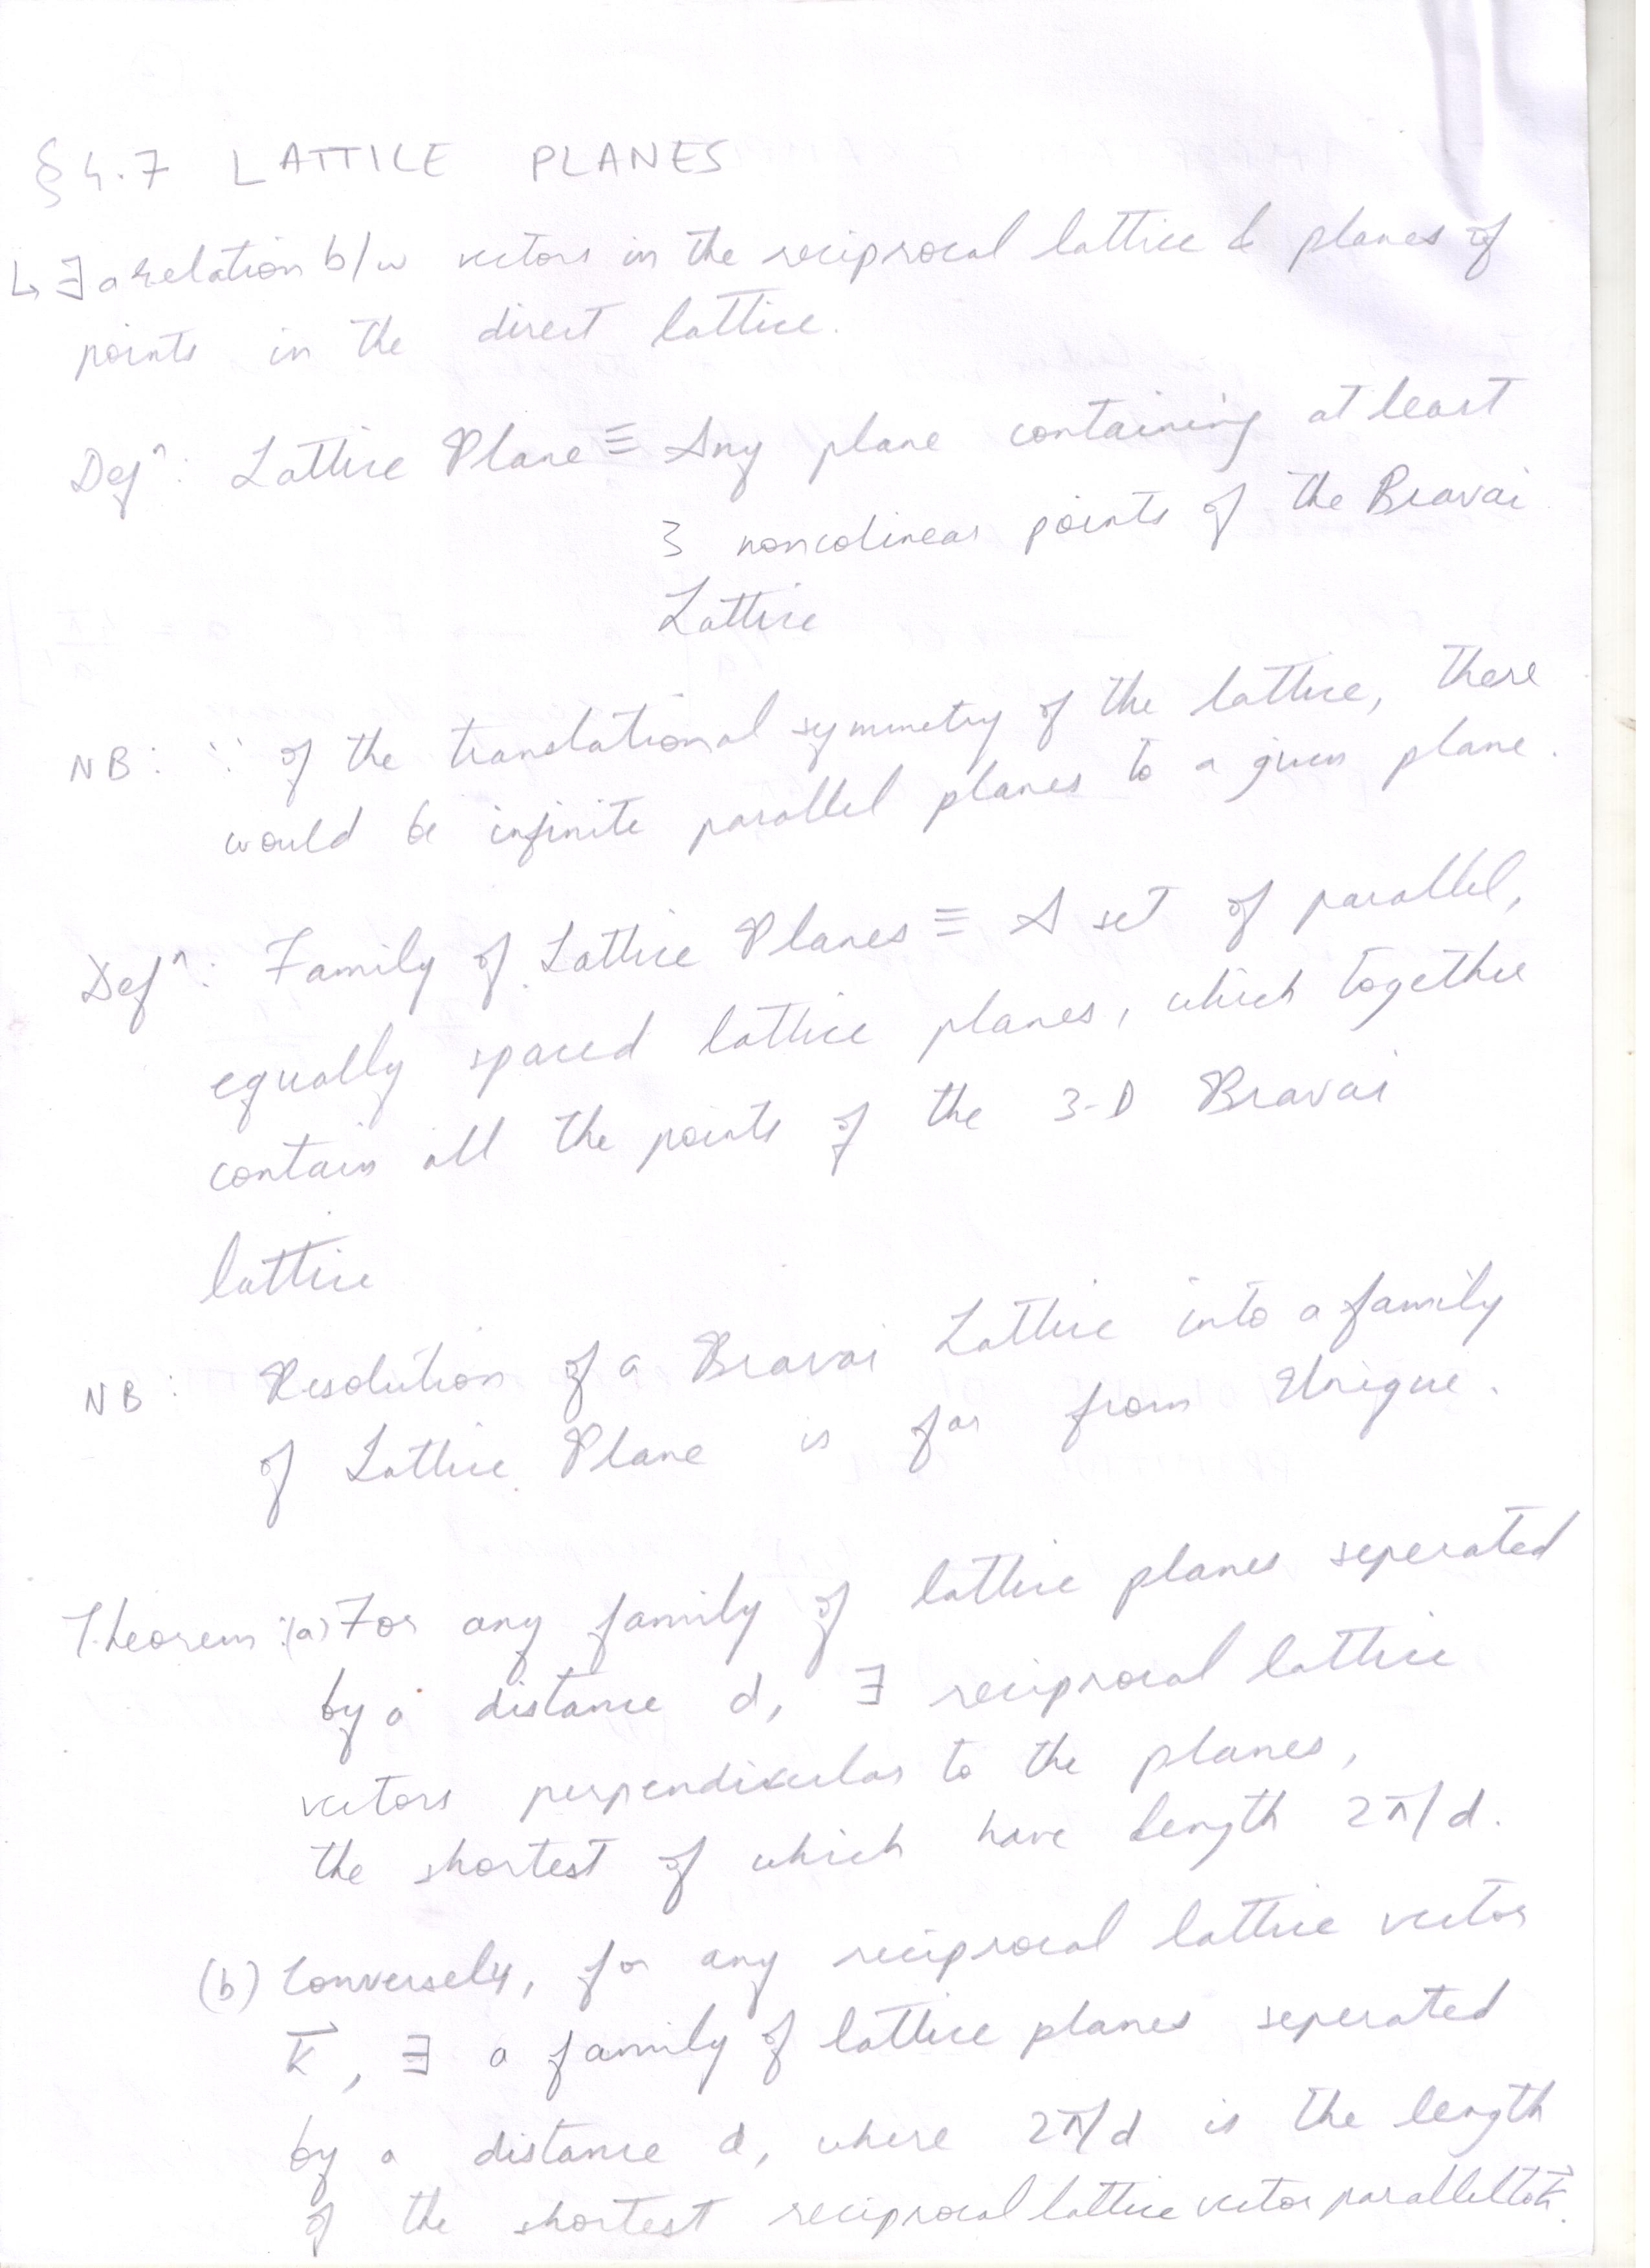 §4.7 LATTICE PLANES
↳ ∃ a relation b/w vectors in the reciprocal lattice & planes of
points in the direct lattice.
Defⁿ: Lattice Plane ≡ Any plane containing at least
3 noncolinear points of the Bravai
Lattice
NB: ∵ of the translational symmetry of the lattice, there
would be infinite parallel planes to a given plane.
Defⁿ: Family of Lattice Planes ≡ A set of parallel,
equally spaced lattice planes, which together
contain all the points of the 3-D Bravai
lattice
NB: Resolution of a Bravai Lattice into a family
of Lattice Plane is far from Unique.
Theorem:(a) For any family of lattice planes seperated
by a distance d, ∃ reciprocal lattice
vectors perpendicular to the planes,
the shortest of which have length 2π/d.
(b) Conversely, for any reciprocal lattice vector
k⃗, ∃ a family of lattice planes seperated
by a distance d, where 2π/d is the length
of the shortest reciprocal lattice vector parallel to k⃗.